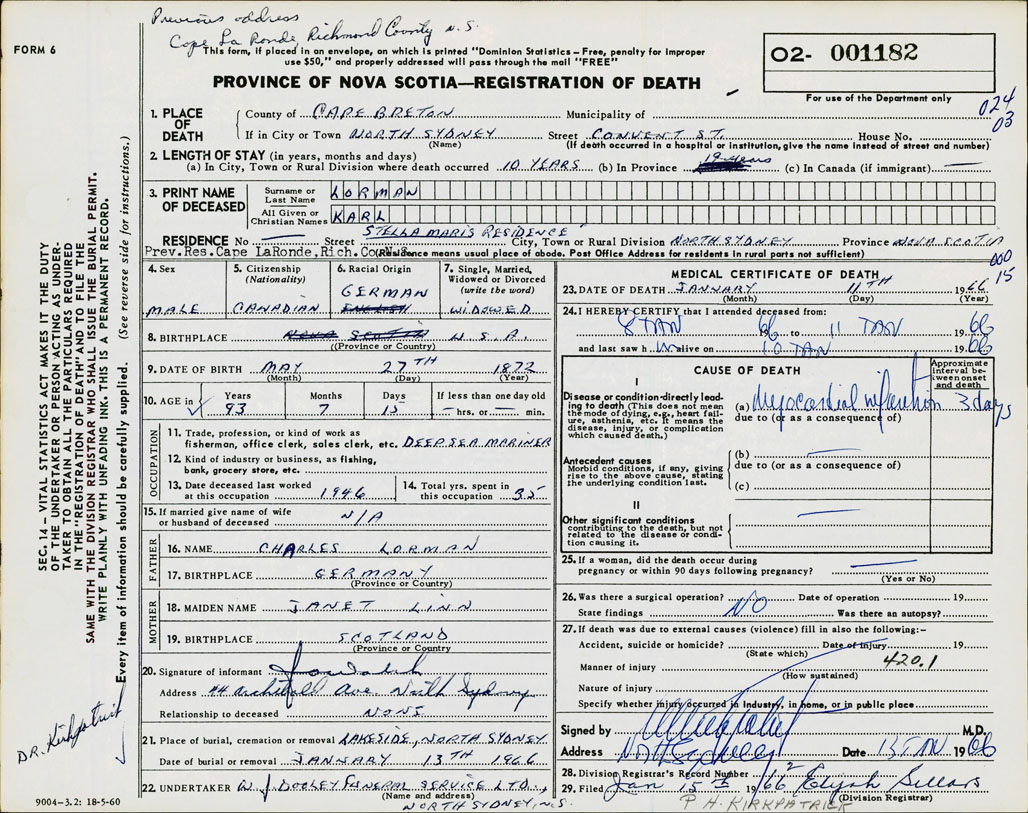 Previous address
Cape La Ronde, Richmond County N.S.
FORM 6
This form, if placed in an envelope, on which is printed "Dominion Statistics – Free, penalty for improper
use $50," and properly addressed will pass through the mail "FREE"
O2- 001182
For use of the Department only
PROVINCE OF NOVA SCOTIA—REGISTRATION OF DEATH
024
03
1. PLACE OF DEATH
County of CAPE BRETON Municipality of
If in City or Town NORTH SYDNEY Street CONVENT ST. House No.
(Name) (If death occurred in a hospital or institution, give the name instead of street and number)
2. LENGTH OF STAY (in years, months and days)
(a) In City, Town or Rural Division where death occurred 10 YEARS (b) In Province 19 years (c) In Canada (if immigrant) —
3. PRINT NAME OF DECEASED
Surname or Last Name LORMAN
All Given or Christian Names KARL
RESIDENCE No — Street STELLA MARIS RESIDENCE City, Town or Rural Division NORTH SYDNEY Province NOVA SCOTIA
Prev.Res.Cape LaRonde,Rich.Co. N.S. (Residence means usual place of abode. Post Office Address for residents in rural parts not sufficient)
000
15
4. Sex
MALE
5. Citizenship
(Nationality)
CANADIAN
6. Racial Origin
GERMAN
ENGLISH
7. Single, Married, Widowed or Divorced
(write the word)
WIDOWED
8. BIRTHPLACE NOVA SCOTIA U.S.A.
(Province or Country)
9. DATE OF BIRTH MAY 27TH 1872
(Month) (Day) (Year)
10. AGE in
Years 93
Months 7
Days 15
If less than one day old
— hrs. or — min.
OCCUPATION
11. Trade, profession, or kind of work as
fisherman, office clerk, sales clerk, etc. DEEP SEA MARINER
12. Kind of industry or business, as fishing,
bank, grocery store, etc.
13. Date deceased last worked
at this occupation 1946
14. Total yrs. spent in
this occupation 35
15. If married give name of wife
or husband of deceased N/A
FATHER
16. NAME CHARLES LORMAN
17. BIRTHPLACE GERMANY
(Province or Country)
MOTHER
18. MAIDEN NAME JANET LINN
19. BIRTHPLACE SCOTLAND
(Province or Country)
20. Signature of informant
Address 44 Archibald Ave North Sydney
Relationship to deceased NONE
21. Place of burial, cremation or removal LAKESIDE, NORTH SYDNEY
Date of burial or removal JANUARY 13TH 1966
22. UNDERTAKER W J DOOLEY FUNERAL SERVICE LTD.,
(Name and address)
NORTH SYDNEY, N.S.
MEDICAL CERTIFICATE OF DEATH
23. DATE OF DEATH JANUARY 11TH 1966
(Month) (Day) (Year)
24. I HEREBY CERTIFY that I attended deceased from:
8 JAN 1966 to 11 JAN 1966
and last saw him alive on 10 JAN 1966
CAUSE OF DEATH
Approximate interval between onset and death
I
Disease or condition directly leading to death (This does not mean the mode of dying, e.g., heart failure, asthenia, etc. It means the disease, injury, or complication which caused death.)
(a) Myocardial infarction 3 days
due to (or as a consequence of)
Antecedent causes
Morbid conditions, if any, giving rise to the above cause, stating the underlying condition last.
(b) —
due to (or as a consequence of)
(c)
II
Other significant conditions
contributing to the death, but not related to the disease or condition causing it.
25. If a woman, did the death occur during
pregnancy or within 90 days following pregnancy? —
(Yes or No)
26. Was there a surgical operation? NO Date of operation 19
State findings Was there an autopsy?
27. If death was due to external causes (violence) fill in also the following:–
Accident, suicide or homicide? Date of injury 19
(State which)
420.1
Manner of injury
(How sustained)
Nature of injury
Specify whether injury occurred in industry, in home, or in public place
Signed by M.D.
Address North Sydney Date 13 JAN 1966
28. Division Registrar's Record Number 2
29. Filed Jan 15th 1966 Elijah Sellars
(Division Registrar)
P H. KIRKPATRICK
SEC. 14 – VITAL STATISTICS ACT MAKES IT THE DUTY
OF THE UNDERTAKER OR PERSON ACTING AS UNDERTAKER
TO OBTAIN ALL THE PARTICULARS REQUIRED
IN THE "REGISTRATION OF DEATH" AND TO FILE THE
SAME WITH THE DIVISION REGISTRAR WHO SHALL ISSUE THE BURIAL PERMIT.
WRITE PLAINLY WITH UNFADING INK. THIS IS A PERMANENT RECORD.
Every item of information should be carefully supplied. (See reverse side for instructions.)
DR. Kirkpatrick
9004-3.2: 18-5-60